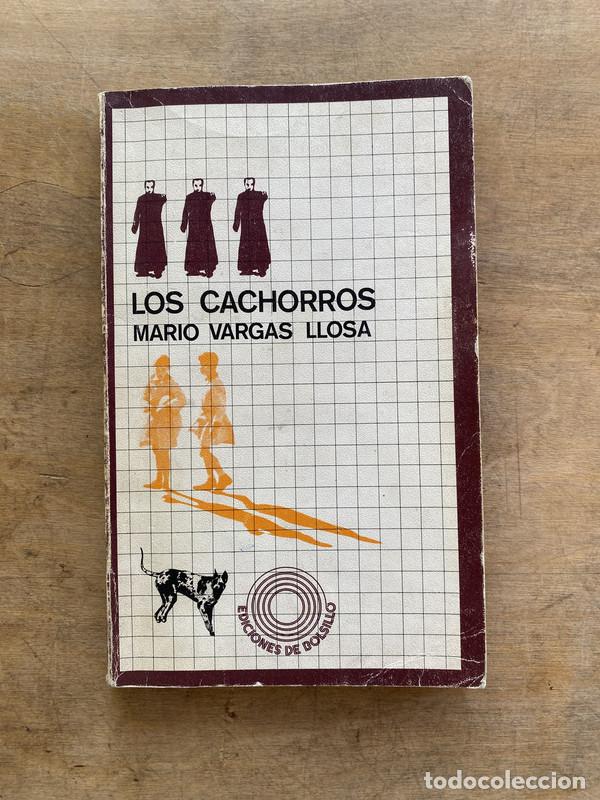 LOS CACHORROS
MARIO VARGAS LLOSA
EDICIONES DE BOLSILLO
todocoleccion